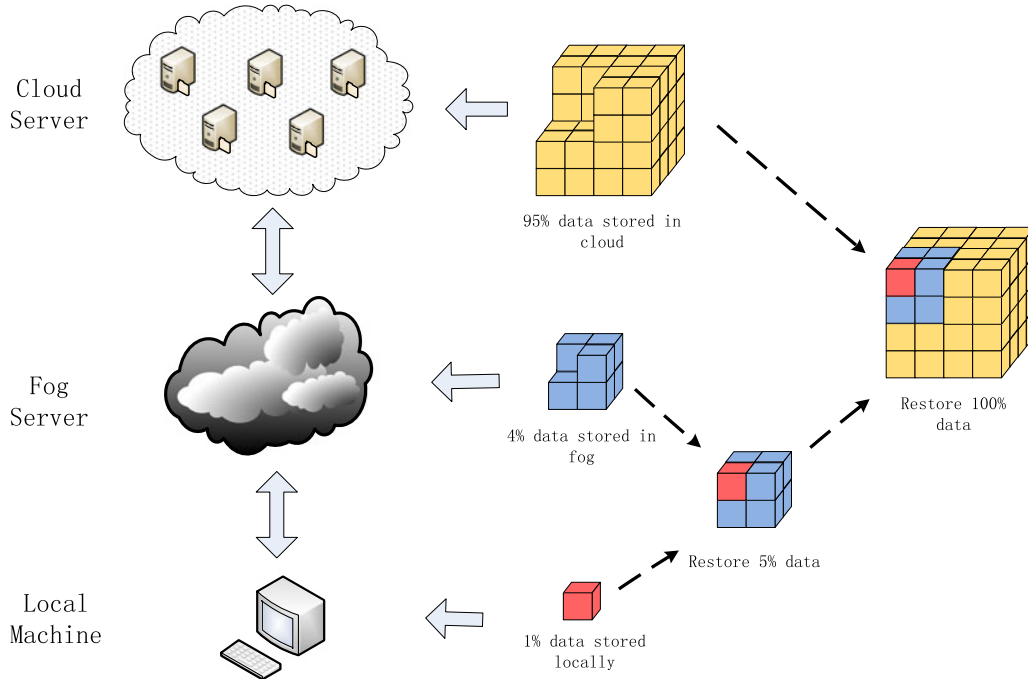 Cloud
Server
95% data stored in
cloud
Fog
Server
4% data stored in
fog
Restore 100%
data
Restore 5% data
Local
Machine
1% data stored
locally